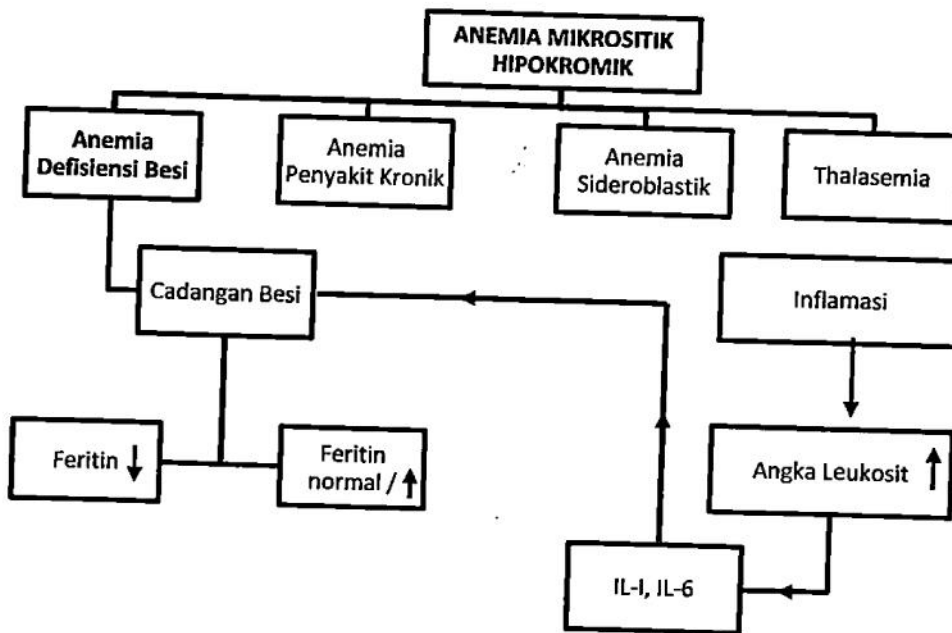 ANEMIA MIKROSITIK
HIPOKROMIK
Anemia
Defisiensi Besi
Anemia
Penyakit Kronik
Anemia
Sideroblastik
Thalasemia
Cadangan Besi
Inflamasi
Feritin ↓
Feritin
normal / ↑
Angka Leukosit ↑
IL-I, IL-6